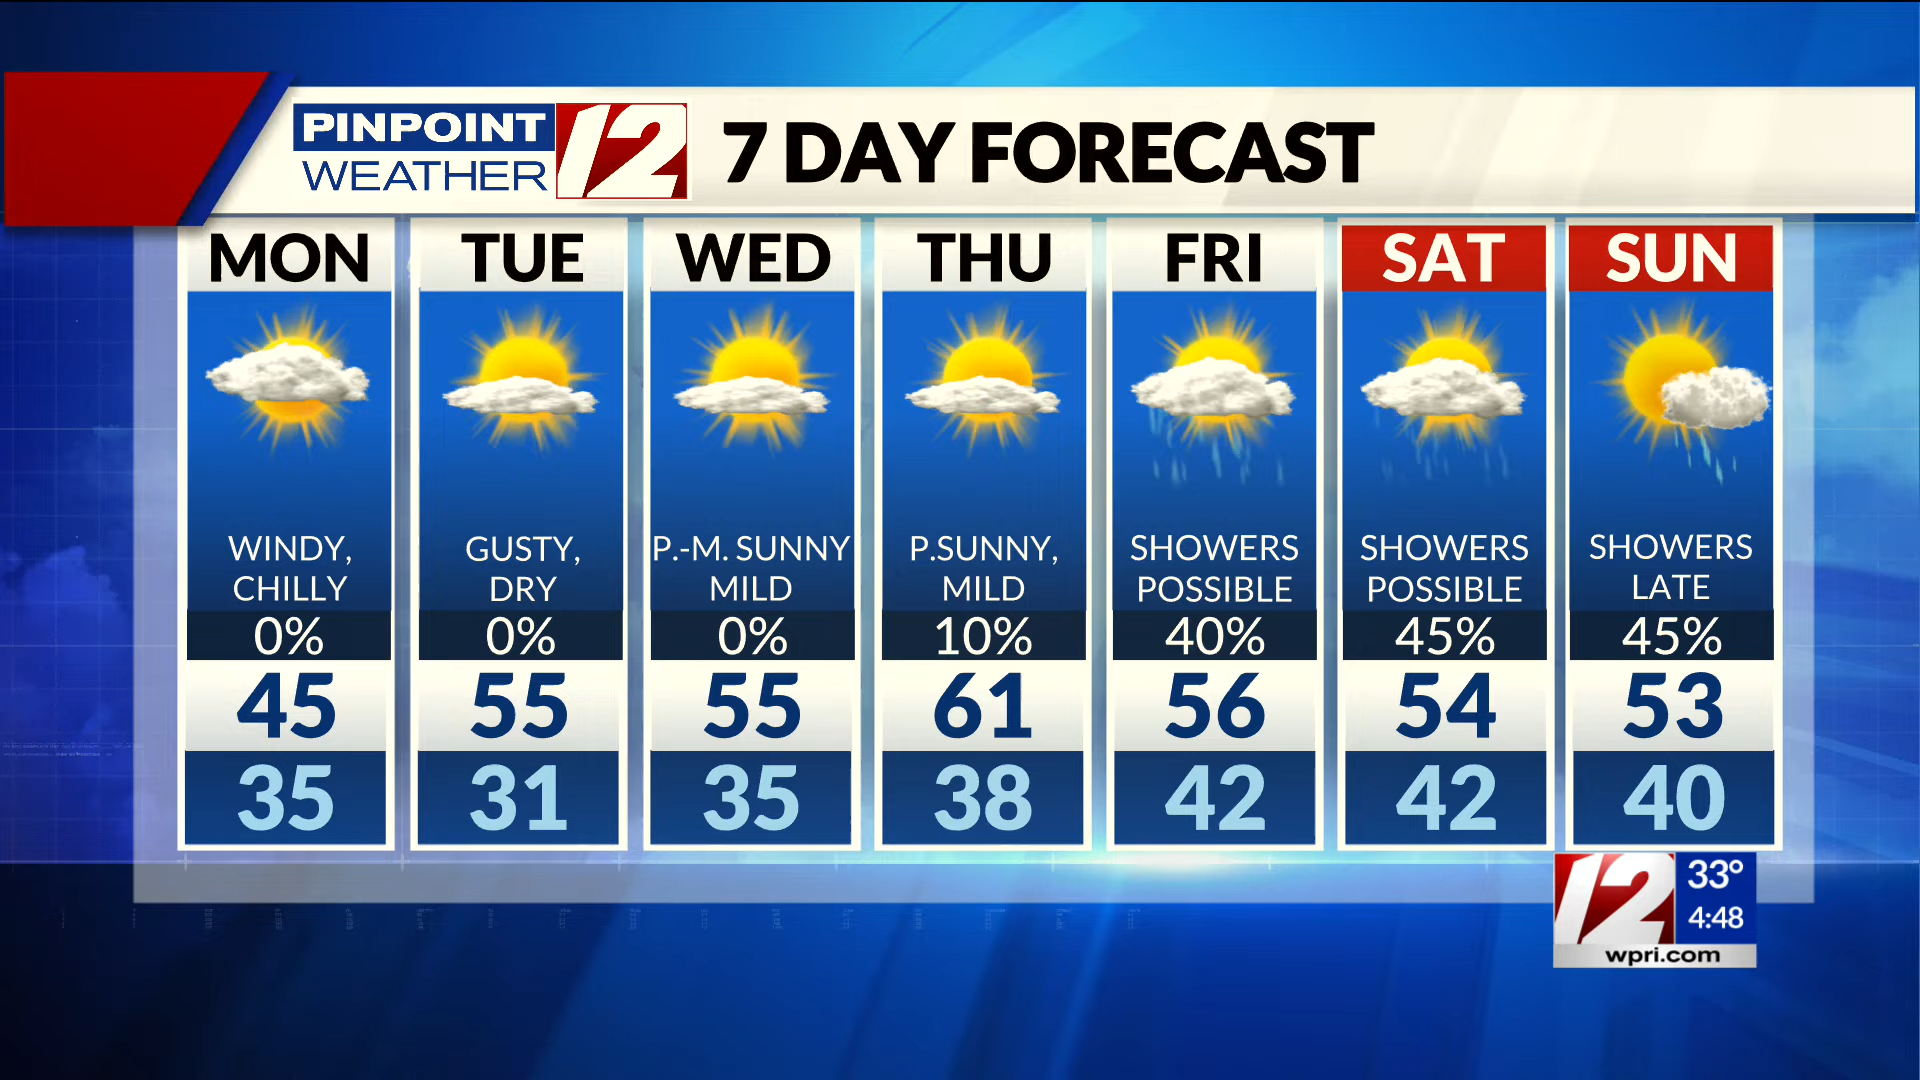 PINPOINT
WEATHER
12
7 DAY FORECAST
MON TUE WED THU FRI SAT SUN
WINDY, CHILLY
GUSTY, DRY
P.-M. SUNNY MILD
P.SUNNY, MILD
SHOWERS POSSIBLE
SHOWERS POSSIBLE
SHOWERS LATE
0% 0% 0% 10% 40% 45% 45%
45 55 55 61 56 54 53
35 31 35 38 42 42 40
12
33°
4:48
wpri.com